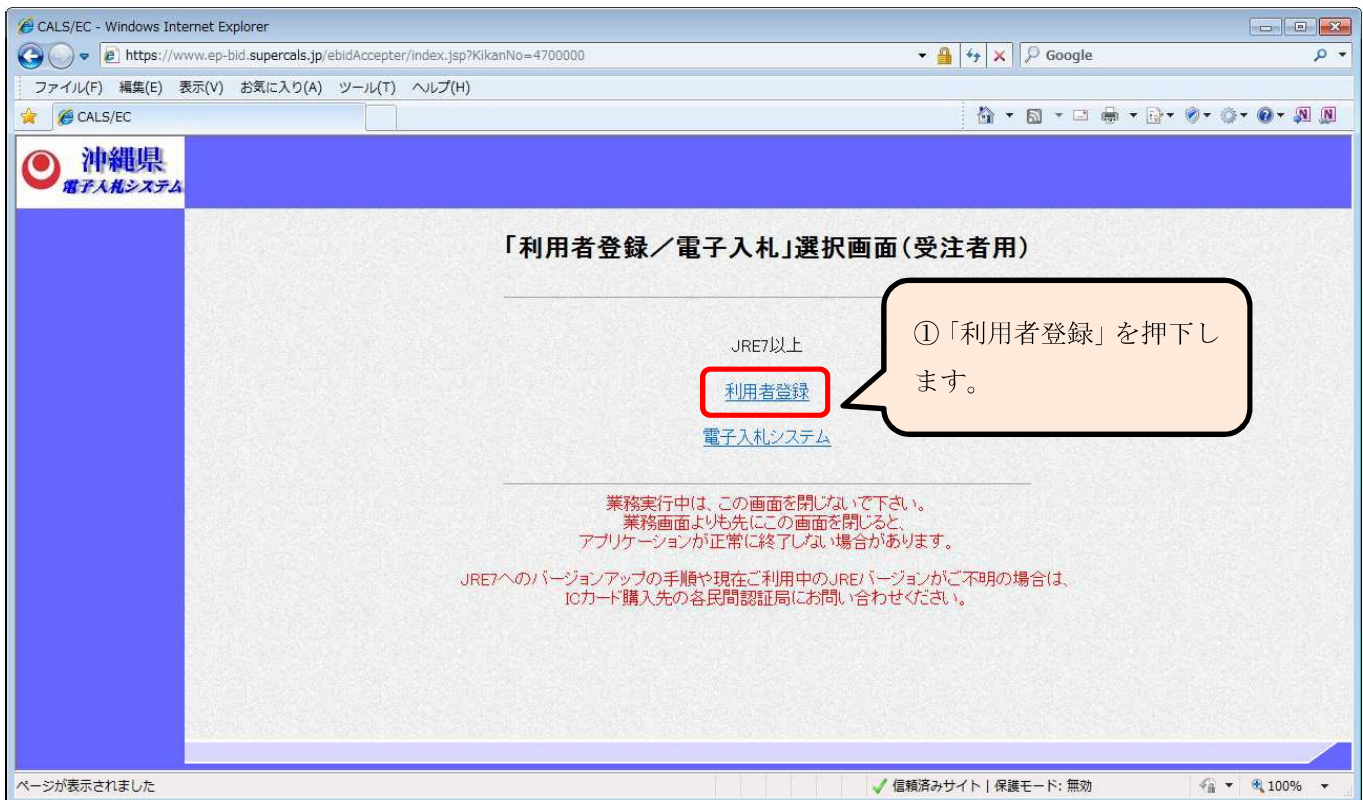 CALS/EC - Windows Internet Explorer
https://www.ep-bid.supercals.jp/ebidAccepter/index.jsp?KikanNo=4700000
Google
ファイル(F) 編集(E) 表示(V) お気に入り(A) ツール(T) ヘルプ(H)
CALS/EC
沖縄県
電子入札システム
「利用者登録／電子入札」選択画面(受注者用)
JRE7以上
①「利用者登録」を押下し
ます。
利用者登録
電子入札システム
業務実行中は、この画面を閉じないで下さい。
業務画面よりも先にこの画面を閉じると、
アプリケーションが正常に終了しない場合があります。
JRE7へのバージョンアップの手順や現在ご利用中のJREバージョンがご不明の場合は、
ICカード購入先の各民間認証局にお問い合わせください。
ページが表示されました
信頼済みサイト | 保護モード: 無効
100%